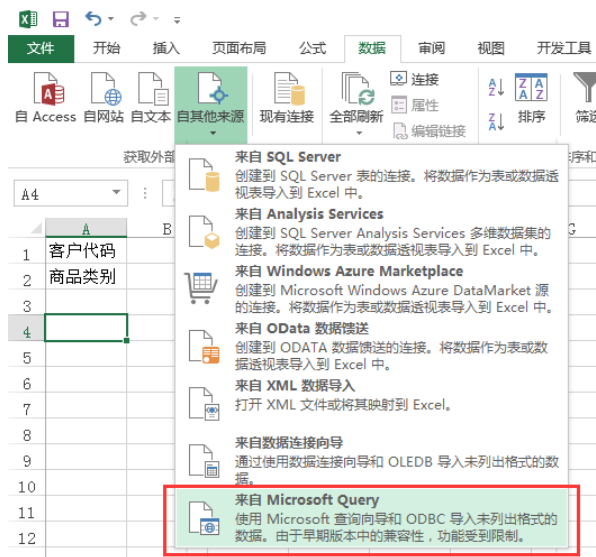 文件 开始 插入 页面布局 公式 数据 审阅 视图 开发工具
自 Access 自网站 自文本 自其他来源 现有连接 全部刷新 连接 属性 编辑链接 排序
获取外部
来自 SQL Server
创建到 SQL Server 表的连接。将数据作为表或数据透
视表导入到 Excel 中。
来自 Analysis Services
创建到 SQL Server Analysis Services 多维数据集的
连接。将数据作为表或数据透视表导入到 Excel 中。
来自 Windows Azure Marketplace
创建到 Microsoft Windows Azure DataMarket 源
的连接。将数据作为表或数据透视表导入到 Excel 中。
来自 OData 数据馈送
创建到 ODATA 数据馈送的连接。将数据作为表或数
据透视表导入到 Excel 中。
来自 XML 数据导入
打开 XML 文件或将其映射到 Excel。
来自数据连接向导
通过使用数据连接向导和 OLEDB 导入未列出格式的数
据。
来自 Microsoft Query
使用 Microsoft 查询向导和 ODBC 导入未列出格式的
数据。由于早期版本中的兼容性，功能受到限制。
A4
A B G
1 客户代码
2 商品类别
3
4
5
6
7
8
9
10
11
12